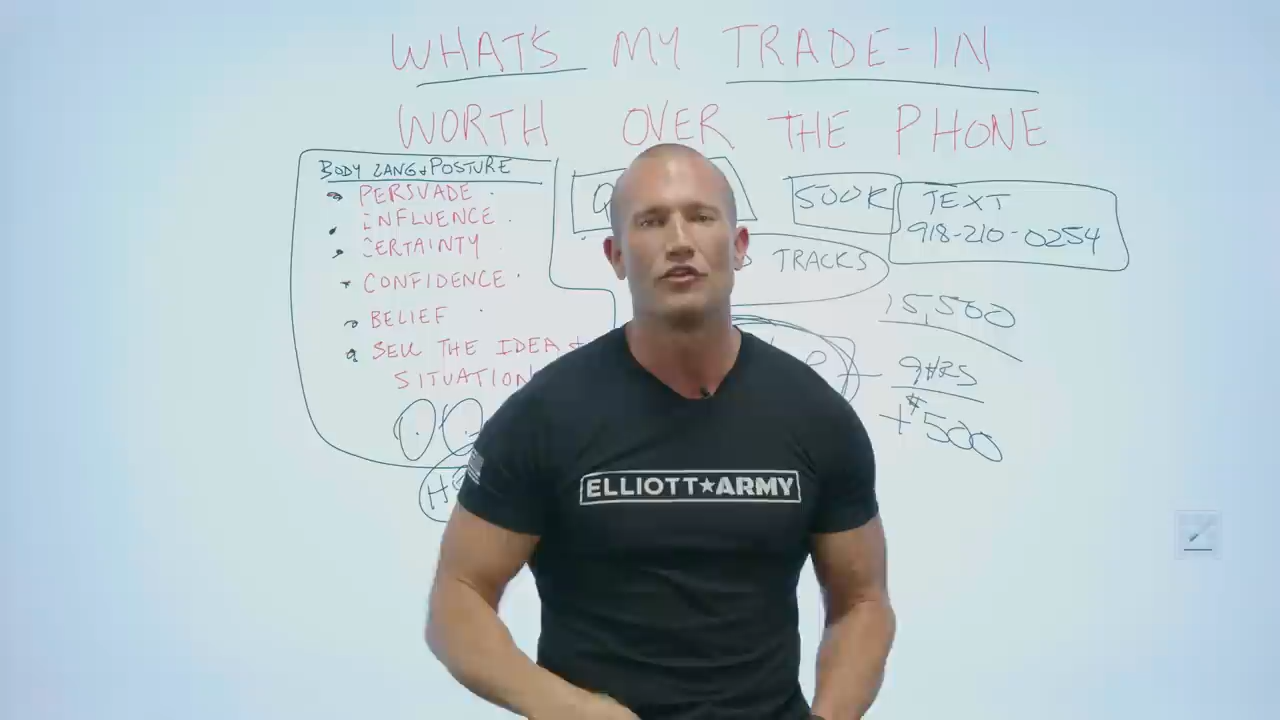 WHAT'S MY TRADE-IN
WORTH OVER THE PHONE
BODY LANG + POSTURE
PERSUADE
INFLUENCE
CERTAINTY
CONFIDENCE
BELIEF
SELL THE IDEA +
SITUATION
500K
TEXT
918-210-0254
TRACKS
15,500
9 HRS
+$500
ELLIOTT★ARMY